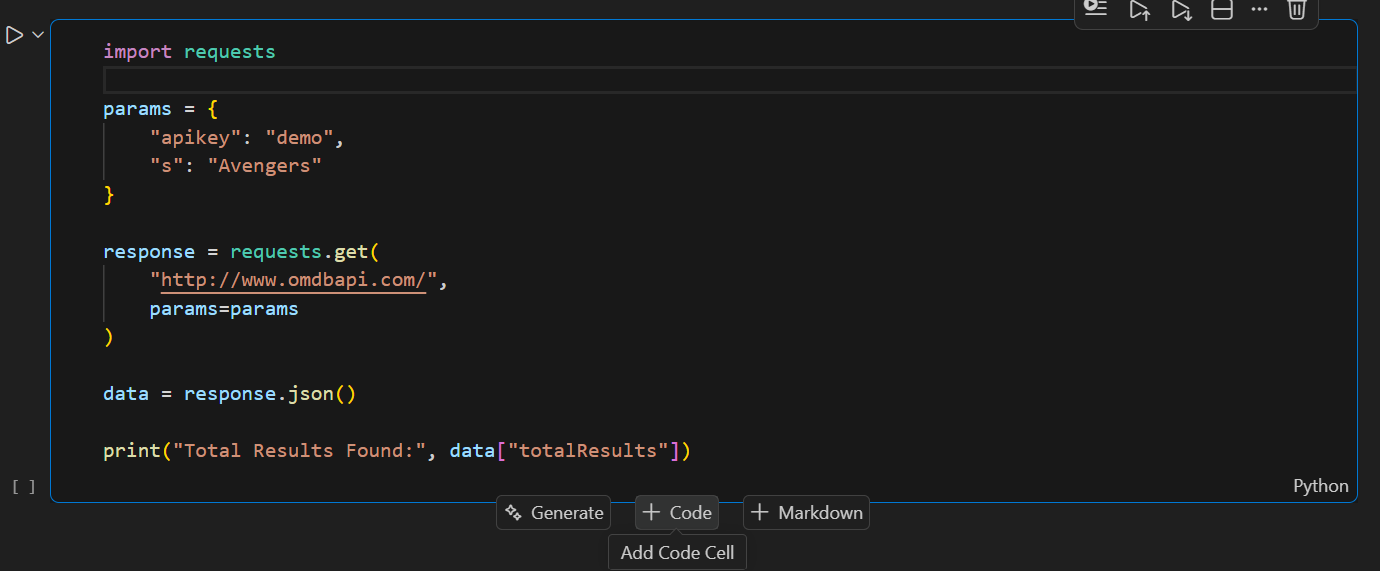 import requests
params = {
    "apikey": "demo",
    "s": "Avengers"
}
response = requests.get(
    "http://www.omdbapi.com/",
    params=params
)
data = response.json()
print("Total Results Found:", data["totalResults"])
[ ]
Python
Generate
+ Code
+ Markdown
Add Code Cell